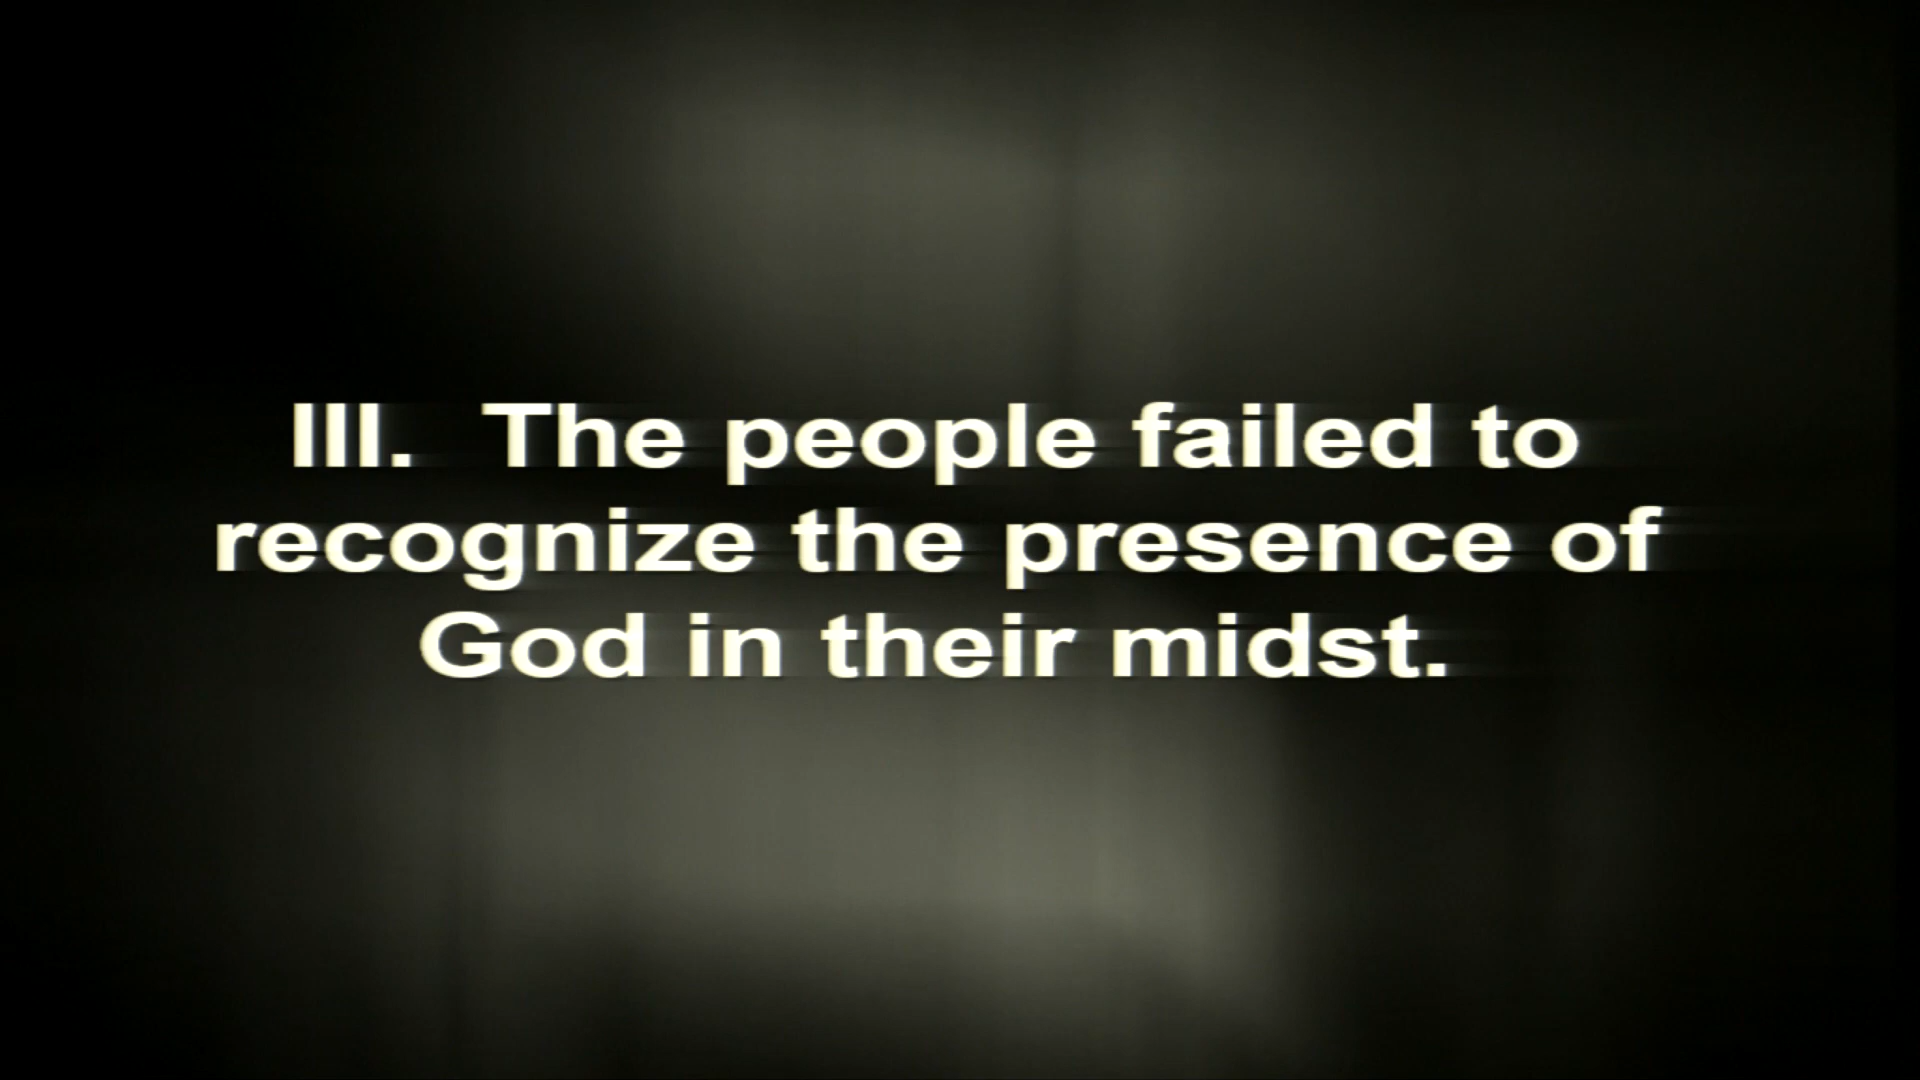 III.  The people failed to
recognize the presence of
God in their midst.